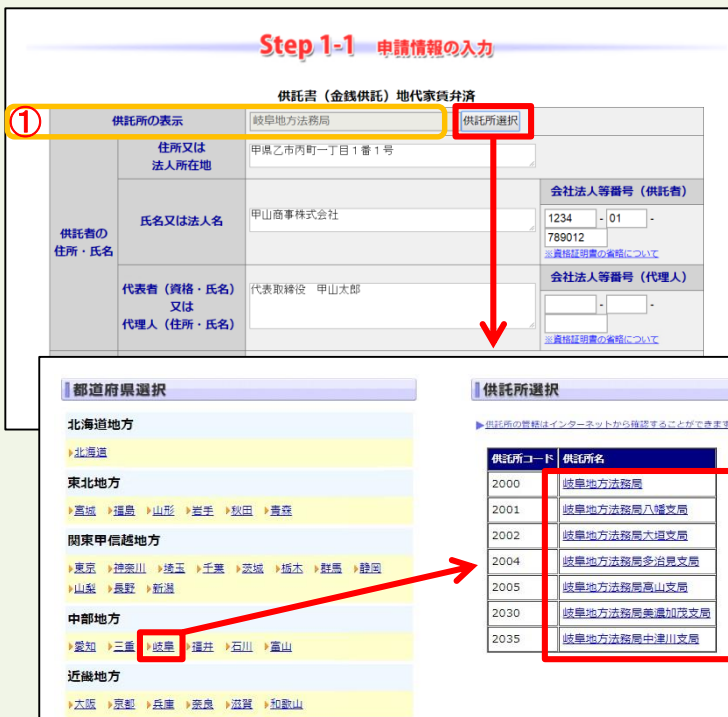 Step 1-1 申請情報の入力
供託書（金銭供託）地代家賃弁済
①
供託所の表示 岐阜地方法務局 供託所選択
供託者の
住所・氏名
住所又は
法人所在地
甲県乙市丙町一丁目1番1号
氏名又は法人名
甲山商事株式会社
会社法人等番号（供託者）
1234 - 01 -
789012
※資格証明書の省略について
代表者（資格・氏名）
又は
代理人（住所・氏名）
代表取締役 甲山太郎
会社法人等番号（代理人）
- -
※資格証明書の省略について
都道府県選択
北海道地方
北海道
東北地方
宮城 福島 山形 岩手 秋田 青森
関東甲信越地方
東京 神奈川 埼玉 千葉 茨城 栃木 群馬 静岡
山梨 長野 新潟
中部地方
愛知 三重 岐阜 福井 石川 富山
近畿地方
大阪 京都 兵庫 奈良 滋賀 和歌山
供託所選択
供託所の管轄はインターネットから確認することができます
供託所コード 供託所名
2000 岐阜地方法務局
2001 岐阜地方法務局八幡支局
2002 岐阜地方法務局大垣支局
2004 岐阜地方法務局多治見支局
2005 岐阜地方法務局高山支局
2030 岐阜地方法務局美濃加茂支局
2035 岐阜地方法務局中津川支局